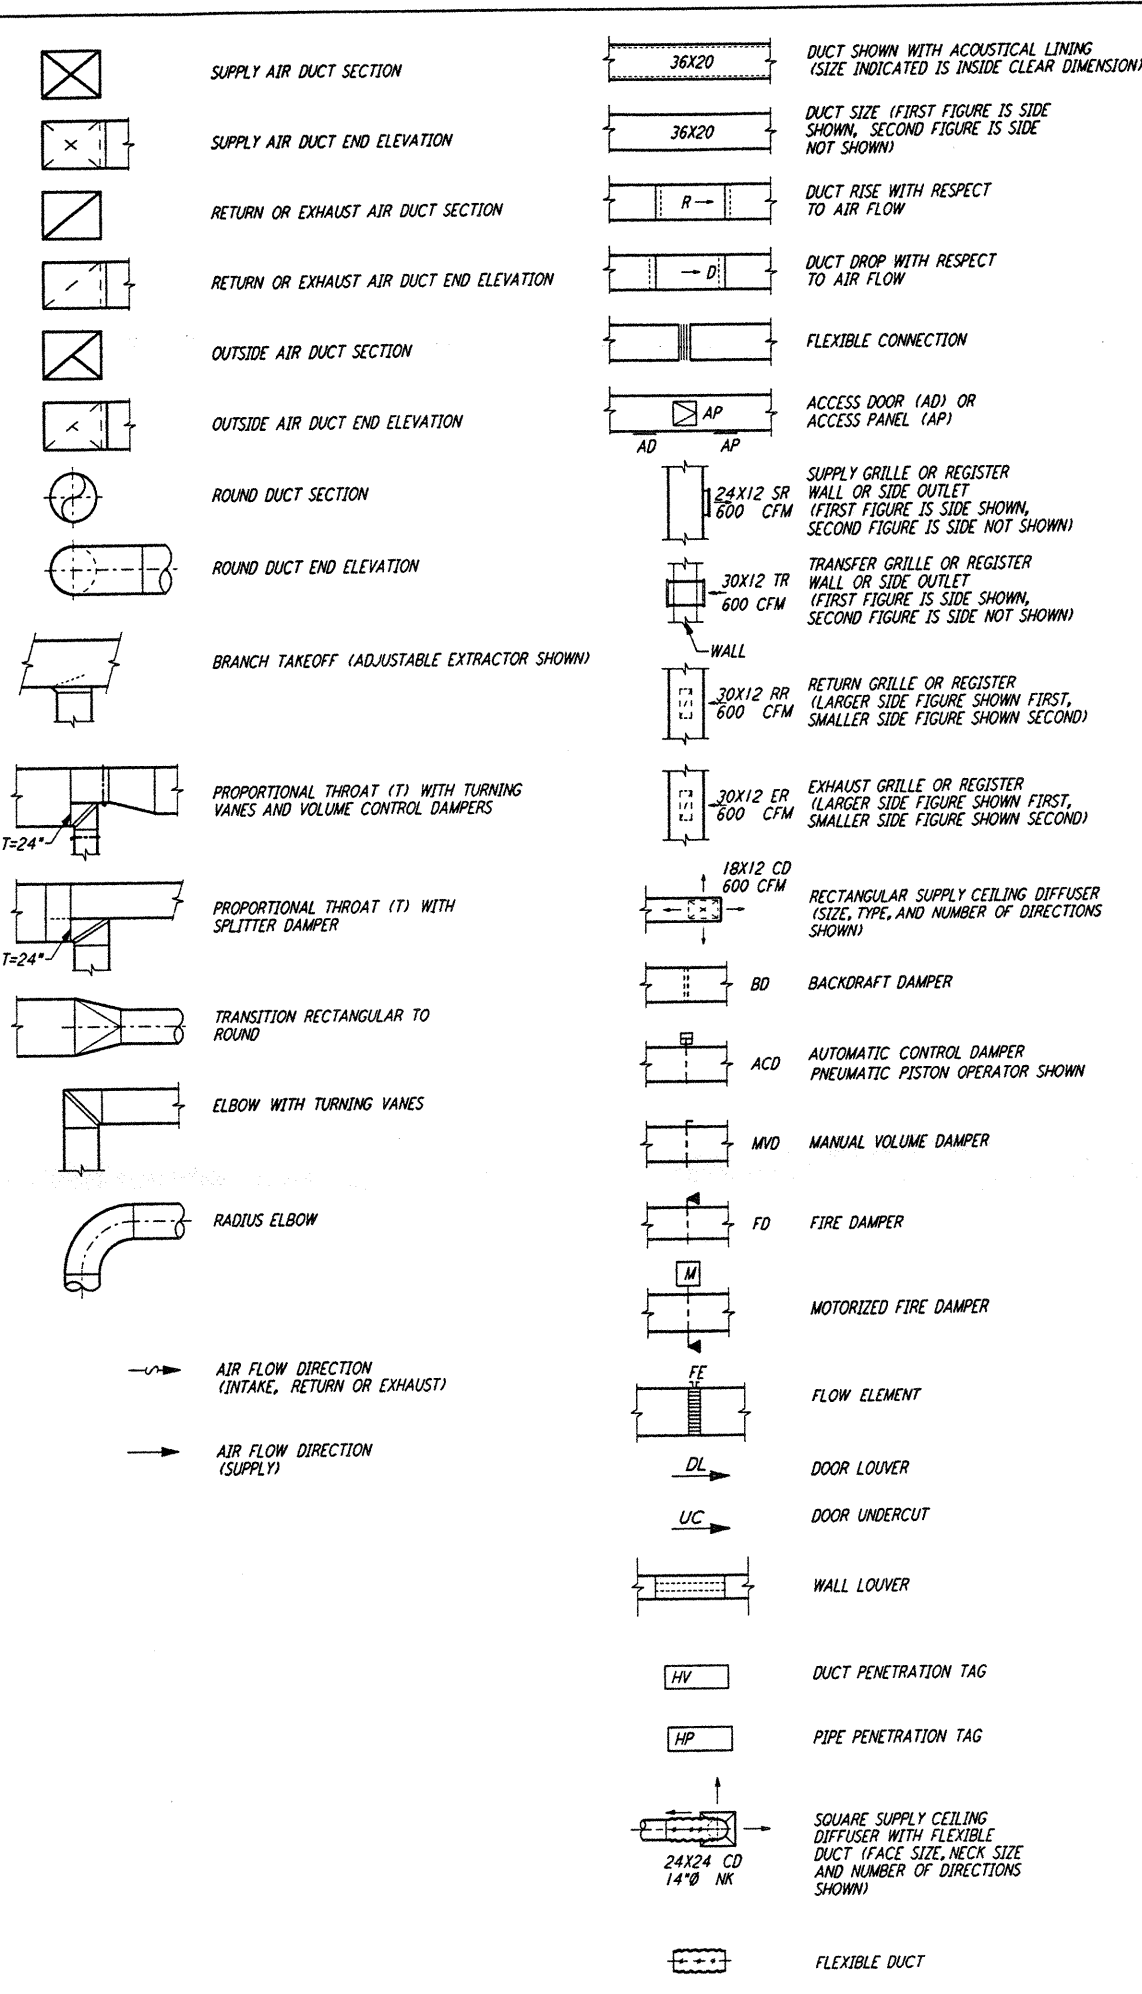 SUPPLY AIR DUCT SECTION
SUPPLY AIR DUCT END ELEVATION
RETURN OR EXHAUST AIR DUCT SECTION
RETURN OR EXHAUST AIR DUCT END ELEVATION
OUTSIDE AIR DUCT SECTION
OUTSIDE AIR DUCT END ELEVATION
ROUND DUCT SECTION
ROUND DUCT END ELEVATION
BRANCH TAKEOFF (ADJUSTABLE EXTRACTOR SHOWN)
PROPORTIONAL THROAT (T) WITH TURNING
VANES AND VOLUME CONTROL DAMPERS
T=24"
PROPORTIONAL THROAT (T) WITH
SPLITTER DAMPER
T=24"
TRANSITION RECTANGULAR TO
ROUND
ELBOW WITH TURNING VANES
RADIUS ELBOW
AIR FLOW DIRECTION
(INTAKE, RETURN OR EXHAUST)
AIR FLOW DIRECTION
(SUPPLY)
36X20
DUCT SHOWN WITH ACOUSTICAL LINING
(SIZE INDICATED IS INSIDE CLEAR DIMENSION)
36X20
DUCT SIZE (FIRST FIGURE IS SIDE
SHOWN, SECOND FIGURE IS SIDE
NOT SHOWN)
R
DUCT RISE WITH RESPECT
TO AIR FLOW
D
DUCT DROP WITH RESPECT
TO AIR FLOW
FLEXIBLE CONNECTION
AP
AD
AP
ACCESS DOOR (AD) OR
ACCESS PANEL (AP)
24X12 SR
600 CFM
SUPPLY GRILLE OR REGISTER
WALL OR SIDE OUTLET
(FIRST FIGURE IS SIDE SHOWN,
SECOND FIGURE IS SIDE NOT SHOWN)
30X12 TR
600 CFM
WALL
TRANSFER GRILLE OR REGISTER
WALL OR SIDE OUTLET
(FIRST FIGURE IS SIDE SHOWN,
SECOND FIGURE IS SIDE NOT SHOWN)
30X12 RR
600 CFM
RETURN GRILLE OR REGISTER
(LARGER SIDE FIGURE SHOWN FIRST,
SMALLER SIDE FIGURE SHOWN SECOND)
30X12 ER
600 CFM
EXHAUST GRILLE OR REGISTER
(LARGER SIDE FIGURE SHOWN FIRST,
SMALLER SIDE FIGURE SHOWN SECOND)
18X12 CD
600 CFM
RECTANGULAR SUPPLY CEILING DIFFUSER
(SIZE, TYPE, AND NUMBER OF DIRECTIONS
SHOWN)
BD
BACKDRAFT DAMPER
ACD
AUTOMATIC CONTROL DAMPER
PNEUMATIC PISTON OPERATOR SHOWN
MVD
MANUAL VOLUME DAMPER
FD
FIRE DAMPER
M
MOTORIZED FIRE DAMPER
FE
FLOW ELEMENT
DL
DOOR LOUVER
UC
DOOR UNDERCUT
WALL LOUVER
HV
DUCT PENETRATION TAG
HP
PIPE PENETRATION TAG
24X24 CD
14"Ø NK
SQUARE SUPPLY CEILING
DIFFUSER WITH FLEXIBLE
DUCT (FACE SIZE, NECK SIZE
AND NUMBER OF DIRECTIONS
SHOWN)
FLEXIBLE DUCT